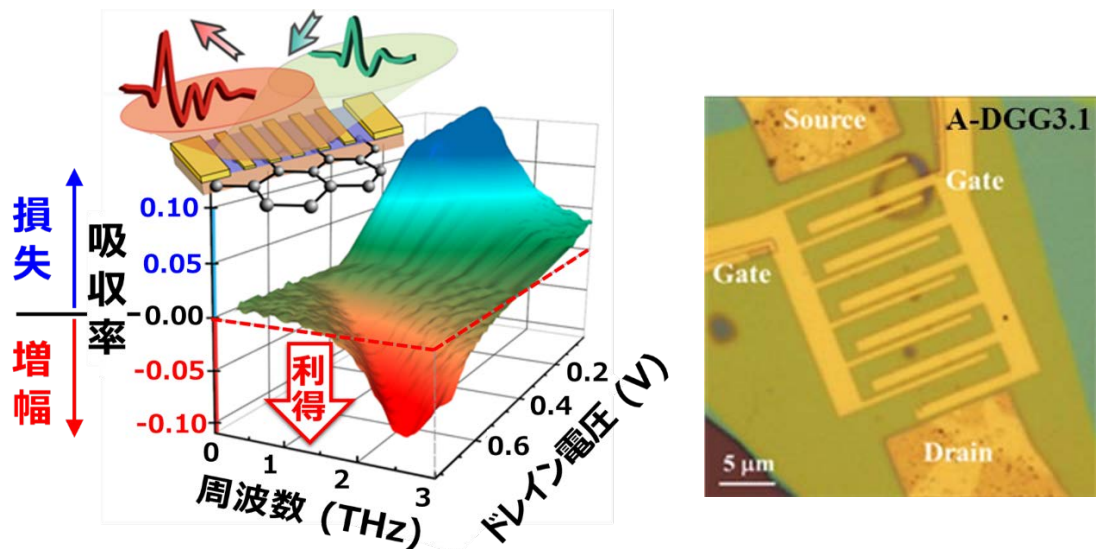 損失
増幅
吸収率
0.10
0.05
0.00
-0.05
-0.10
利得
0
1
2
3
周波数 (THz)
0.2
0.4
0.6
ドレイン電圧 (V)
Source
A-DGG3.1
Gate
Gate
Drain
5 μm